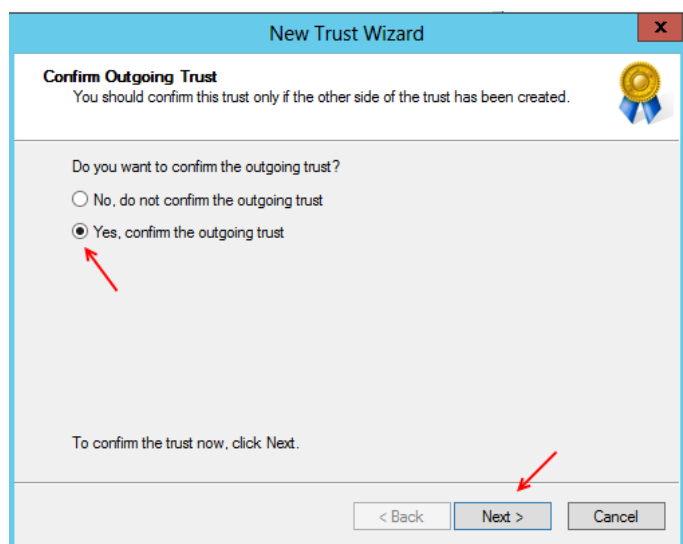 New Trust Wizard
x
Confirm Outgoing Trust
You should confirm this trust only if the other side of the trust has been created.
Do you want to confirm the outgoing trust?
No, do not confirm the outgoing trust
Yes, confirm the outgoing trust
To confirm the trust now, click Next.
< Back Next > Cancel